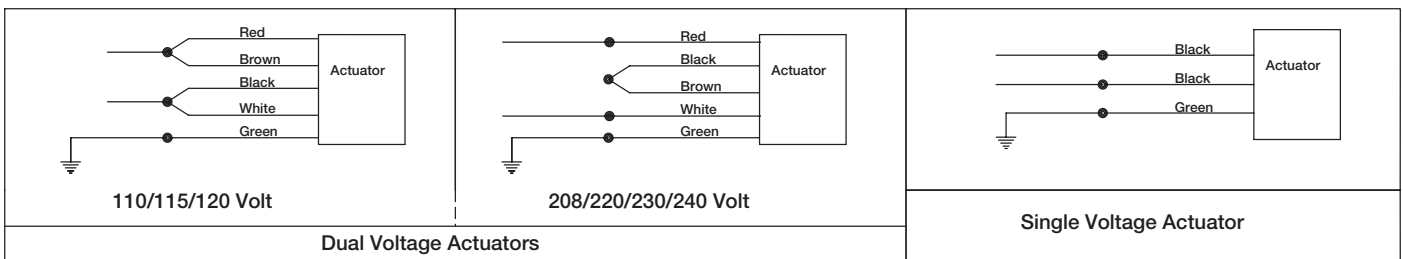 Red
Brown
Black
White
Green
Actuator
110/115/120 Volt
Red
Black
Brown
White
Green
Actuator
208/220/230/240 Volt
Dual Voltage Actuators
Black
Black
Green
Actuator
Single Voltage Actuator